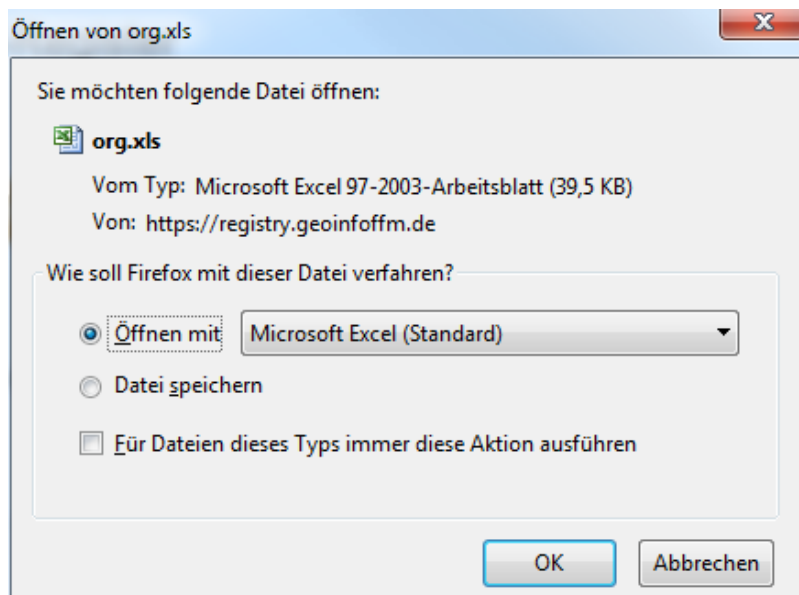 Öffnen von org.xls
Sie möchten folgende Datei öffnen:
org.xls
Vom Typ: Microsoft Excel 97-2003-Arbeitsblatt (39,5 KB)
Von: https://registry.geoinfoffm.de
Wie soll Firefox mit dieser Datei verfahren?
Öffnen mit Microsoft Excel (Standard)
Datei speichern
Für Dateien dieses Typs immer diese Aktion ausführen
OK Abbrechen